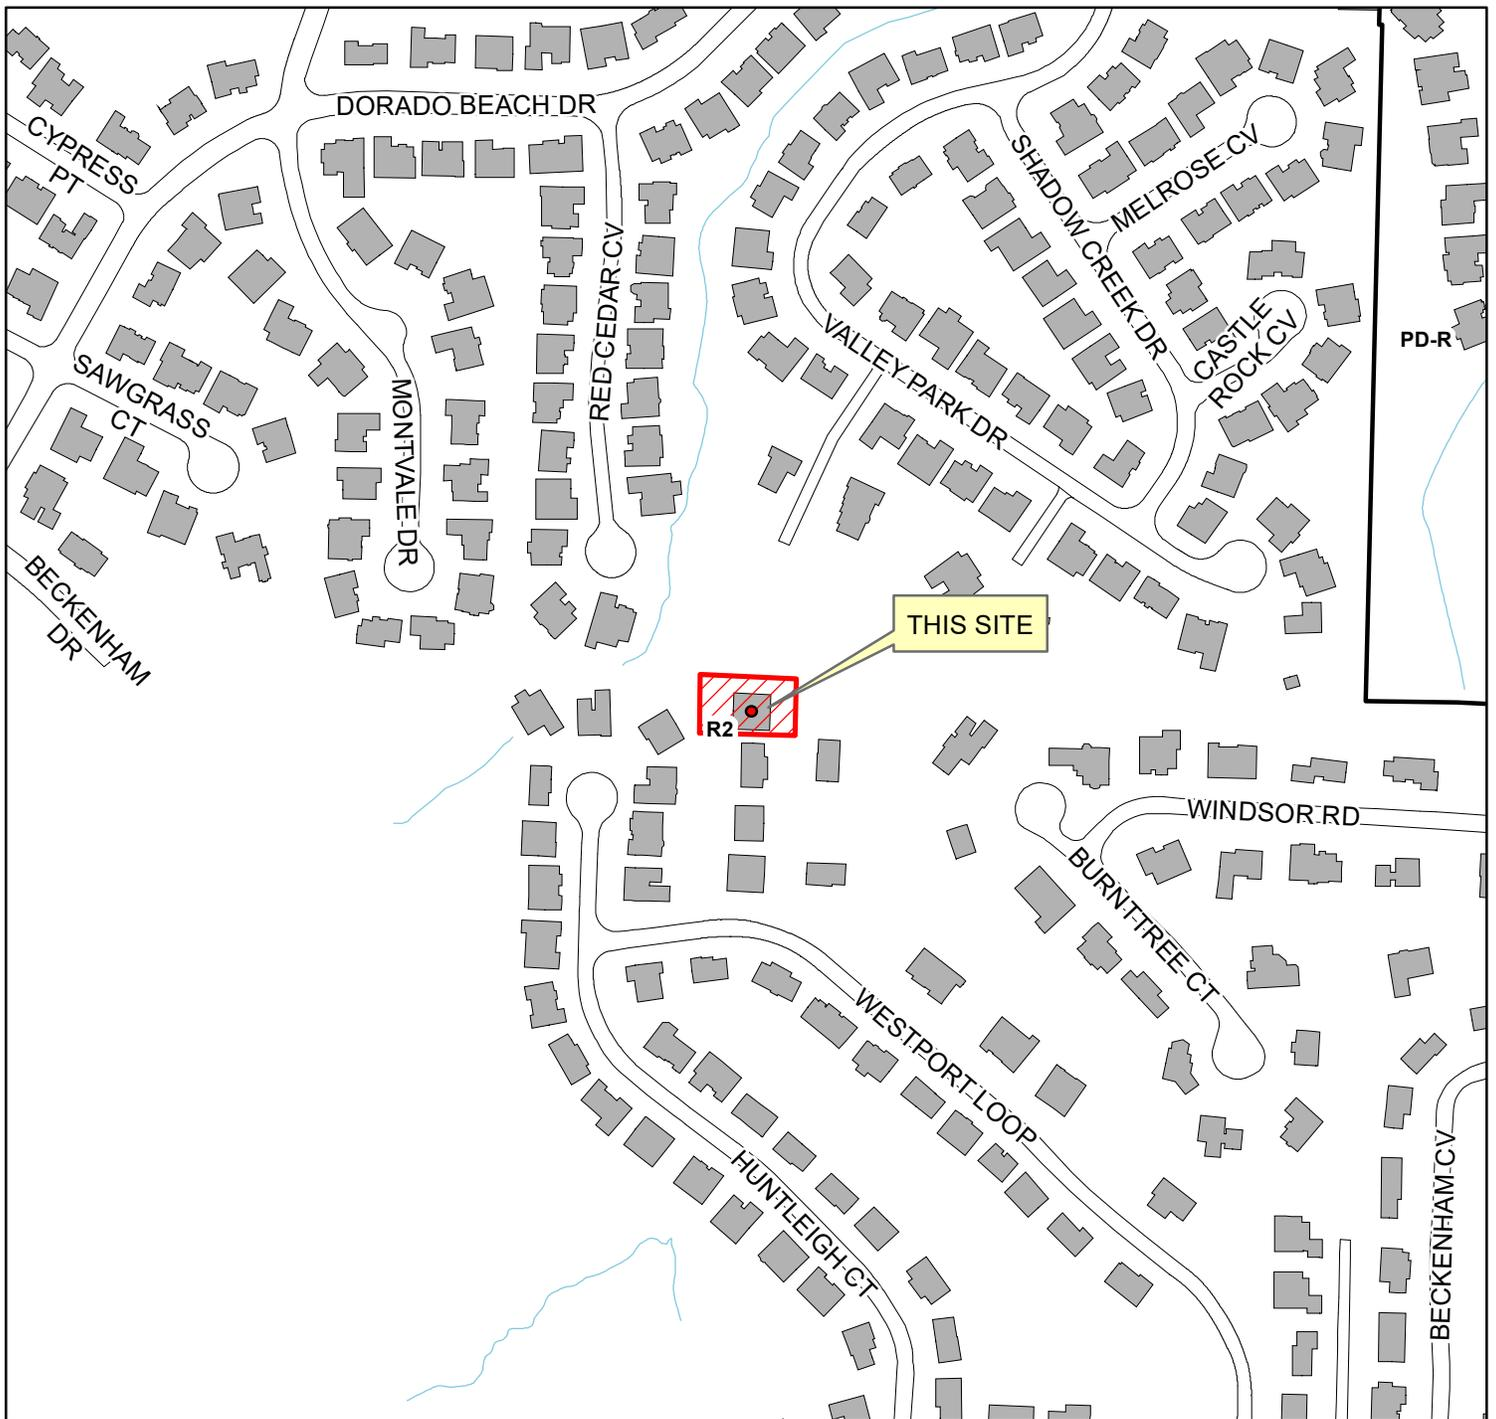 DORADO BEACH DR
CYPRESS
PT
SHADOW CREEK DR
MELROSE CV
RED CEDAR CV
VALLEY PARK DR
CASTLE
ROCK CV
PD-R
SAWGRASS
CT
MONTVALE DR
BECKENHAM
DR
THIS SITE
R2
WINDSOR RD
BURNTTREE CT
WESTPORT LOOP
HUNTLEIGH CT
BECKENHAM CV